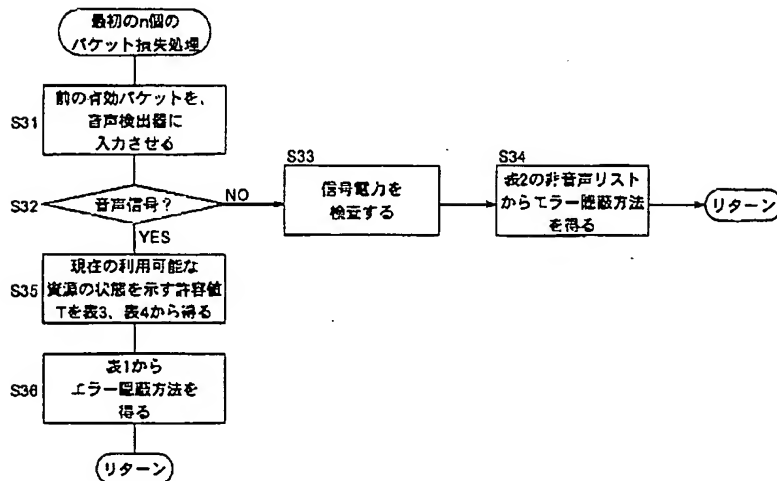 最初のn個の
パケット損失処理
S31
前の有効パケットを、
音声検出器に
入力させる
S32
音声信号？
NO
YES
S33
信号電力を
検査する
S34
表2の非音声リスト
からエラー隠蔽方法
を得る
リターン
S35
現在の利用可能な
資源の状態を示す許容値
Tを表3、表4から得る
S36
表1から
エラー隠蔽方法を
得る
リターン